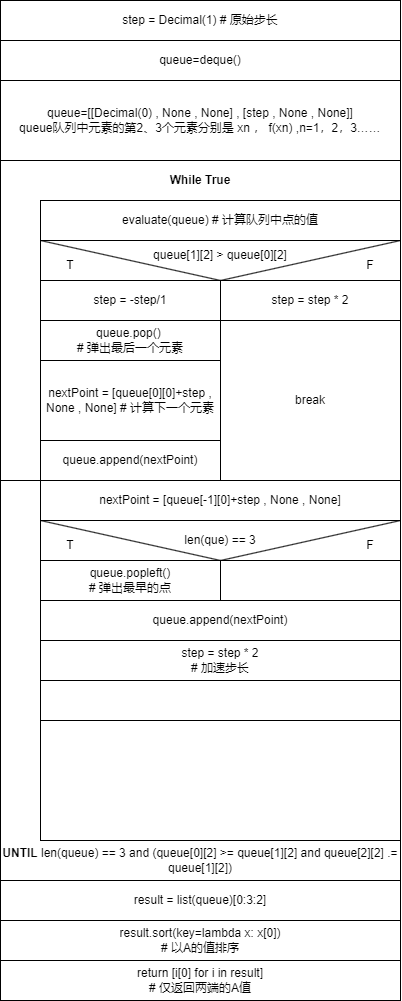 step = Decimal(1) # 原始步长
queue=deque()
queue=[[Decimal(0) , None , None] , [step , None , None]]
queue队列中元素的第2、3个元素分别是 xn ， f(xn) ,n=1，2，3……
While True
evaluate(queue) # 计算队列中点的值
queue[1][2] > queue[0][2]
T
F
step = -step/1
step = step * 2
queue.pop()
# 弹出最后一个元素
nextPoint = [queue[0][0]+step ,
None , None] # 计算下一个元素
break
queue.append(nextPoint)
nextPoint = [queue[-1][0]+step , None , None]
len(que) == 3
T
F
queue.popleft()
# 弹出最早的点
queue.append(nextPoint)
step = step * 2
# 加速步长
UNTIL len(queue) == 3 and (queue[0][2] >= queue[1][2] and queue[2][2] .=
queue[1][2])
result = list(queue)[0:3:2]
result.sort(key=lambda x: x[0])
# 以A的值排序
return [i[0] for i in result]
# 仅返回两端的A值